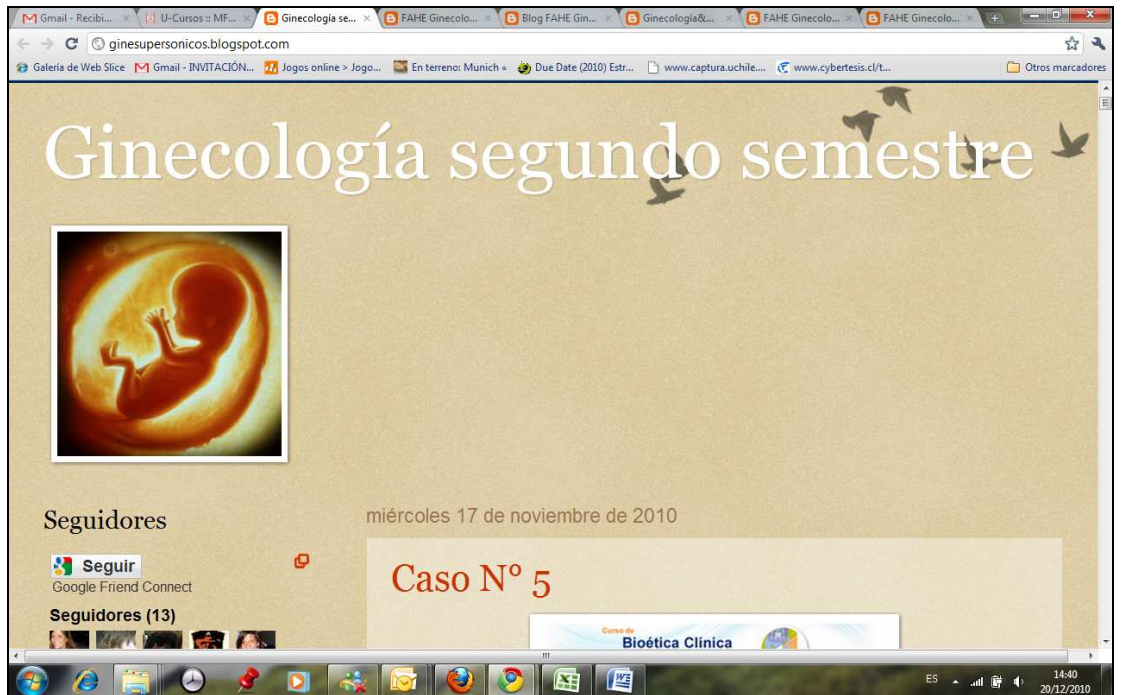 Gmail - Recibi...
U-Cursos :: MF...
Ginecología se...
FAHE Ginecolo...
Blog FAHE Gin...
Ginecología&...
FAHE Ginecolo...
FAHE Ginecolo...
ginesupersonicos.blogspot.com
Galería de Web Slice
Gmail - INVITACIÓN...
Jogos online > Jogo...
En terreno: Munich «
Due Date (2010) Estr...
www.captura.uchile....
www.cybertesis.cl/t...
Otros marcadores
Ginecología segundo semestre
Seguidores
Seguir
Google Friend Connect
Seguidores (13)
miércoles 17 de noviembre de 2010
Caso N° 5
Curso de
Bioética Clínica
ES
14:40
20/12/2010